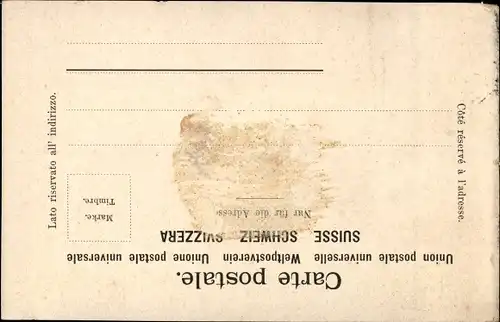 Carte postale.
Union postale universelle Weltpostverein Unione postale universale
SUISSE SCHWEIZ SVIZZERA
Nur für die Adress
Marke.
Timbre.
Côté réservé à l'adresse.
Lato riservato all' indirizzo.